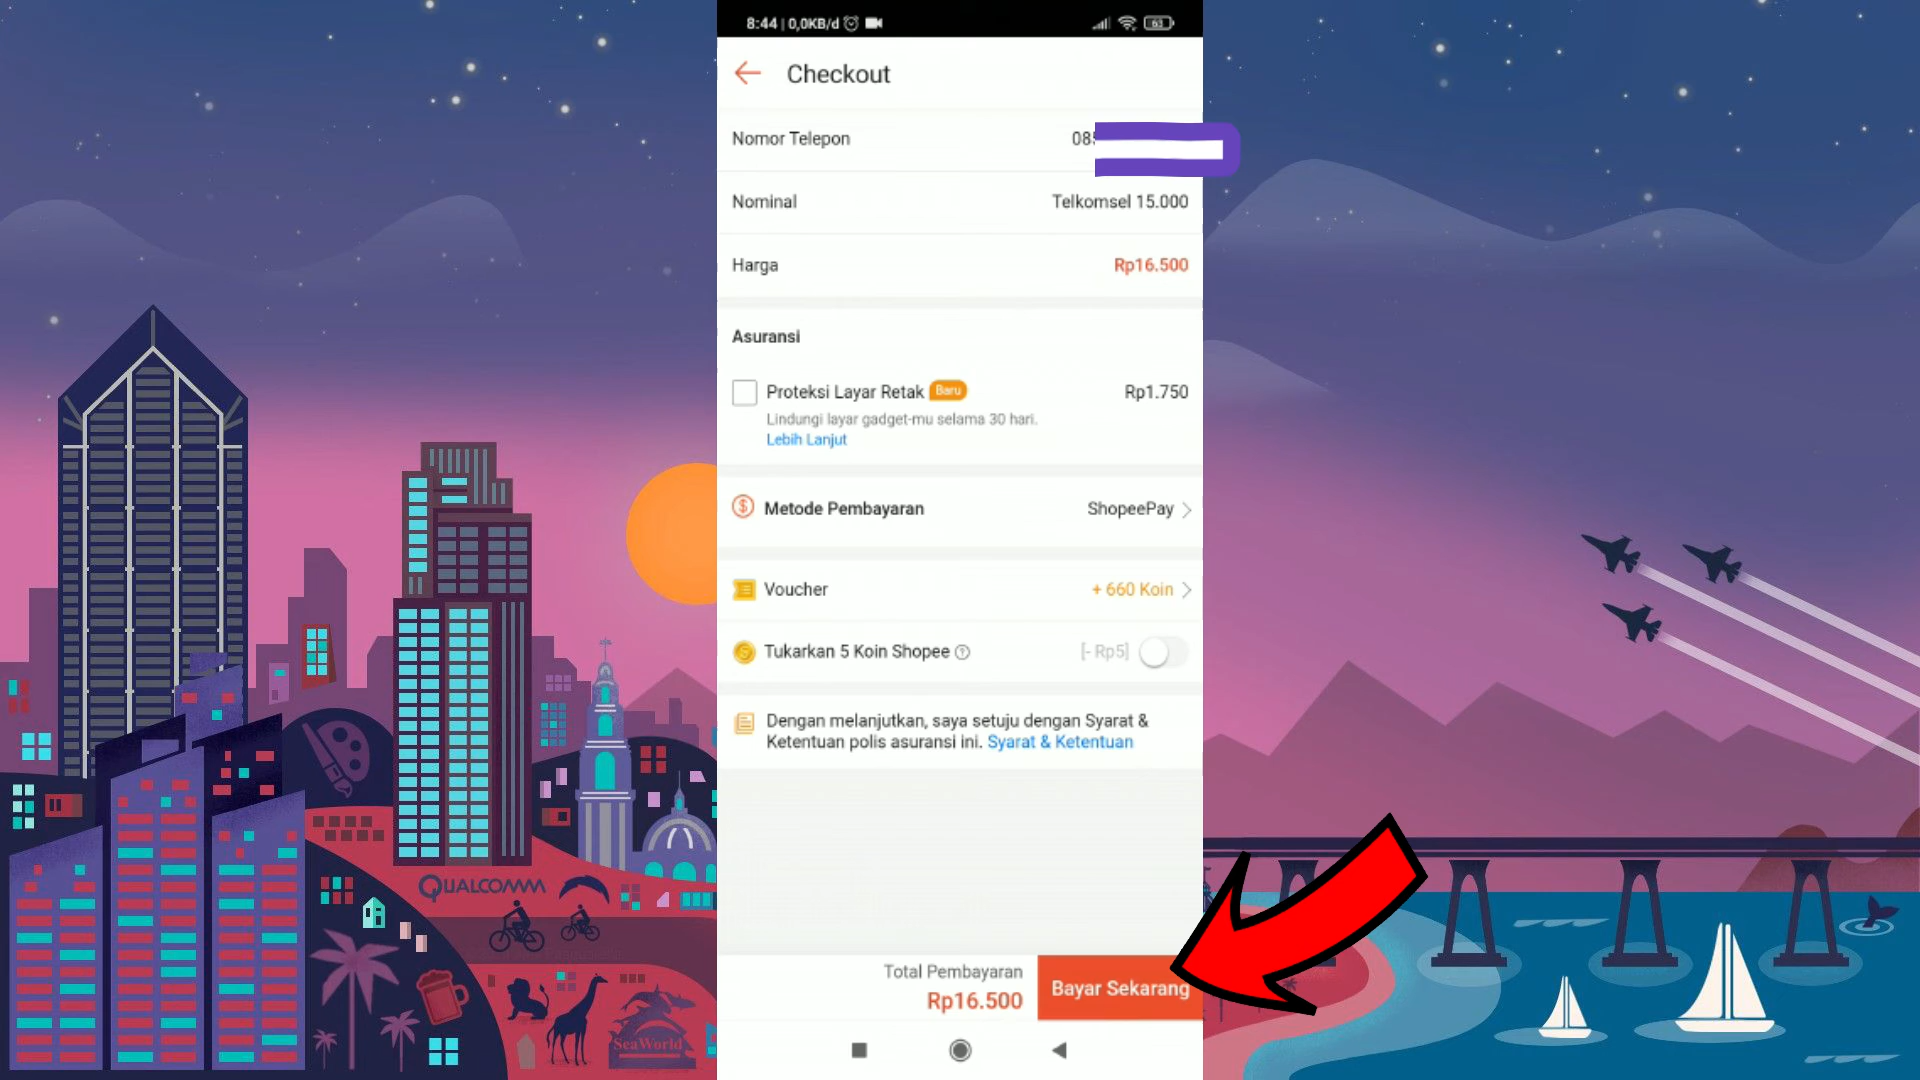 8:44 | 0,0KB/d
63
Checkout
Nomor Telepon
08
Nominal
Telkomsel 15.000
Harga
Rp16.500
Asuransi
Proteksi Layar Retak
Baru
Rp1.750
Lindungi layar gadget-mu selama 30 hari.
Lebih Lanjut
Metode Pembayaran
ShopeePay
Voucher
+ 660 Koin
Tukarkan 5 Koin Shopee
[- Rp5]
Dengan melanjutkan, saya setuju dengan Syarat &
Ketentuan polis asuransi ini. Syarat & Ketentuan
Total Pembayaran
Rp16.500
Bayar Sekarang
QUALCOMM
SeaWorld